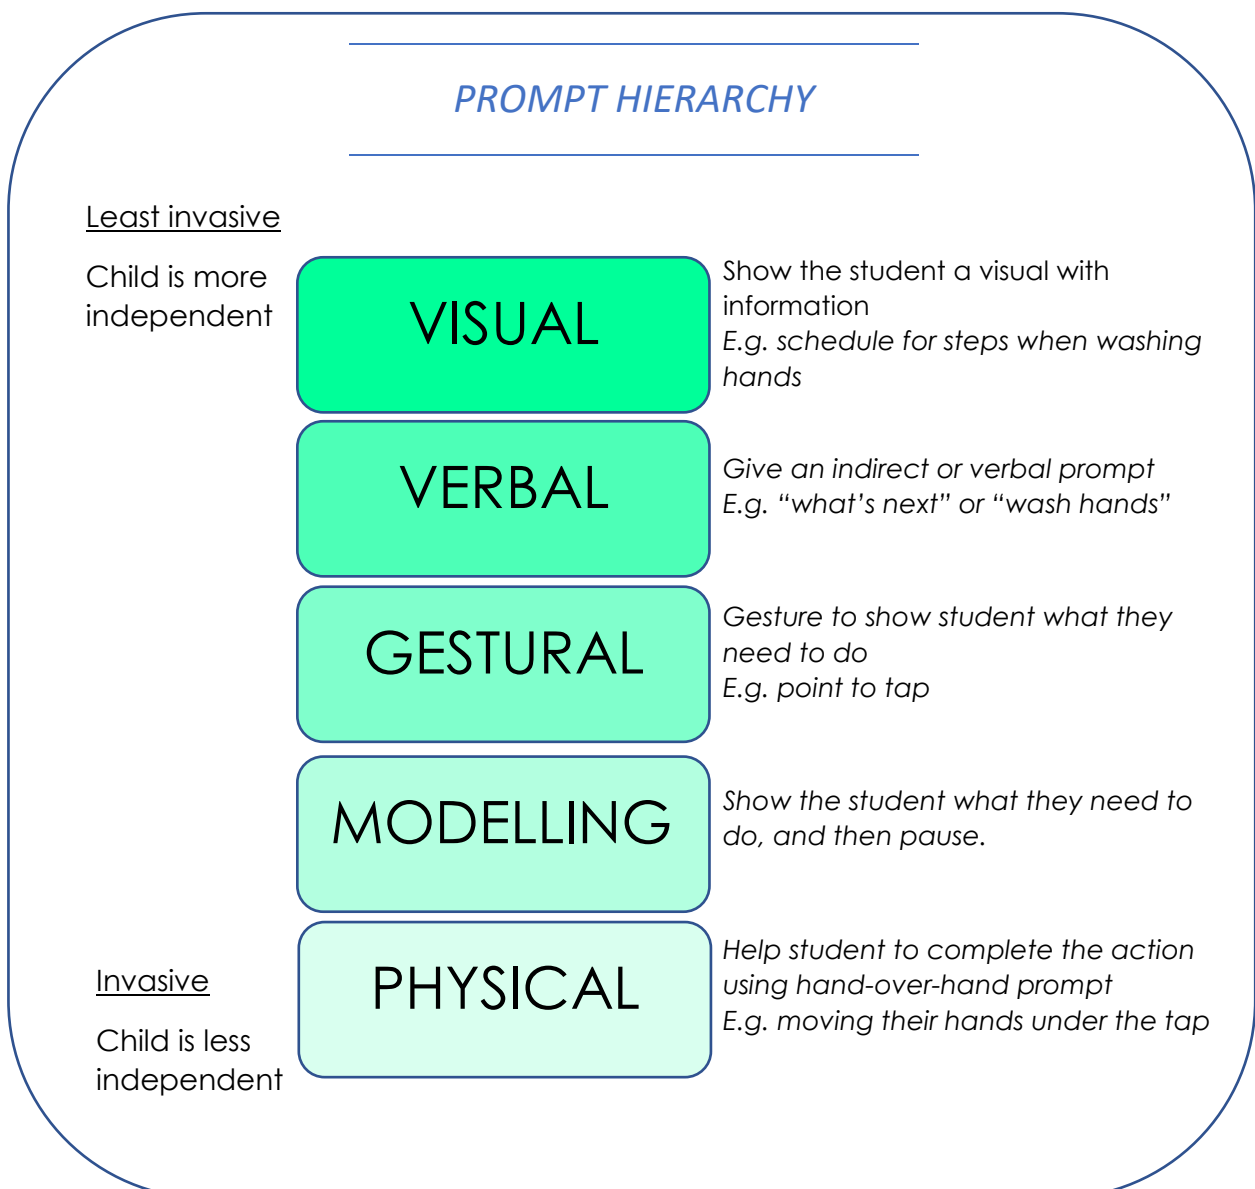 PROMPT HIERARCHY
Least invasive
Child is more
independent
VISUAL
Show the student a visual with
information
E.g. schedule for steps when washing
hands
VERBAL
Give an indirect or verbal prompt
E.g. “what’s next” or “wash hands”
GESTURAL
Gesture to show student what they
need to do
E.g. point to tap
MODELLING
Show the student what they need to
do, and then pause.
Invasive
Child is less
independent
PHYSICAL
Help student to complete the action
using hand-over-hand prompt
E.g. moving their hands under the tap